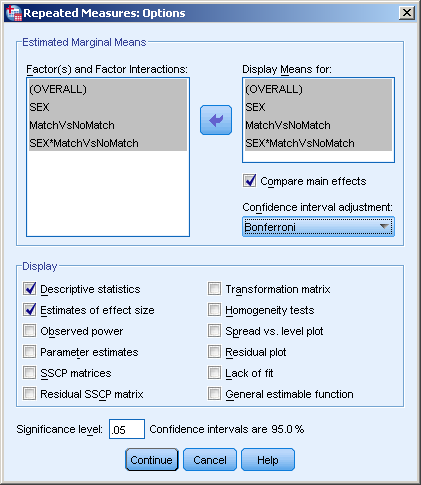 Repeated Measures: Options
Estimated Marginal Means
Factor(s) and Factor Interactions:
(OVERALL)
SEX
MatchVsNoMatch
SEX*MatchVsNoMatch
Display Means for:
(OVERALL)
SEX
MatchVsNoMatch
SEX*MatchVsNoMatch
Compare main effects
Confidence interval adjustment:
Bonferroni
Display
Descriptive statistics
Transformation matrix
Estimates of effect size
Homogeneity tests
Observed power
Spread vs. level plot
Parameter estimates
Residual plot
SSCP matrices
Lack of fit
Residual SSCP matrix
General estimable function
Significance level: .05 Confidence intervals are 95.0 %
Continue
Cancel
Help